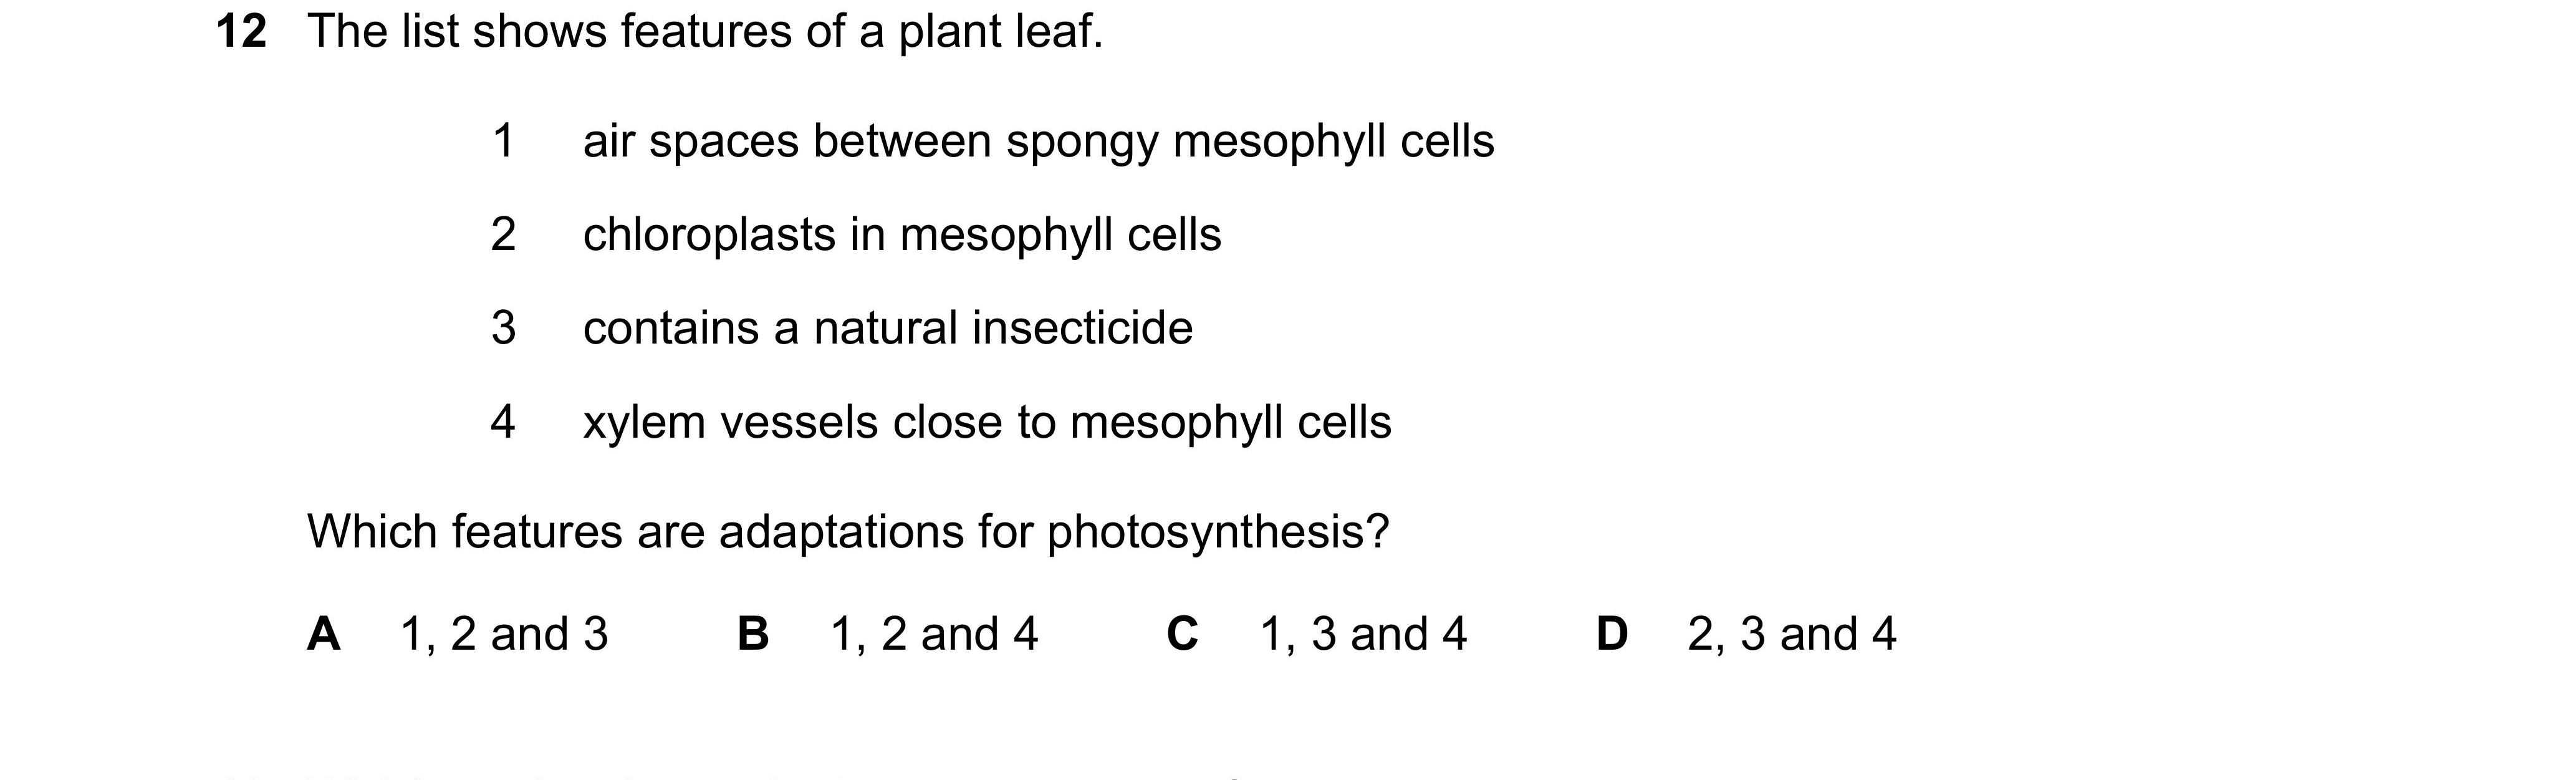 12 The list shows features of a plant leaf.
1 air spaces between spongy mesophyll cells
2 chloroplasts in mesophyll cells
3 contains a natural insecticide
4 xylem vessels close to mesophyll cells
Which features are adaptations for photosynthesis?
A 1, 2 and 3 B 1, 2 and 4 C 1, 3 and 4 D 2, 3 and 4